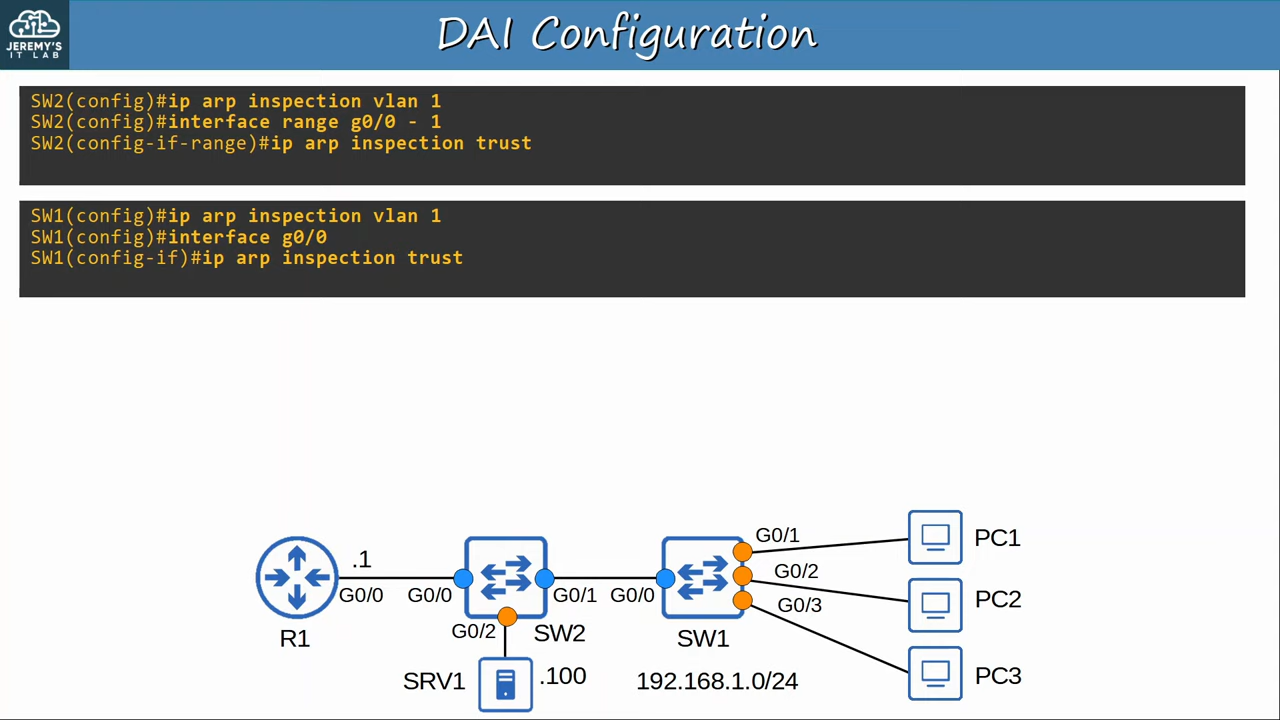 JEREMY'S
IT LAB
DAI Configuration
SW2(config)#ip arp inspection vlan 1
SW2(config)#interface range g0/0 - 1
SW2(config-if-range)#ip arp inspection trust
SW1(config)#ip arp inspection vlan 1
SW1(config)#interface g0/0
SW1(config-if)#ip arp inspection trust
G0/1
PC1
.1
G0/2
G0/0
G0/0
G0/1
G0/0
G0/3
PC2
R1
G0/2
SW2
SW1
SRV1
.100
192.168.1.0/24
PC3